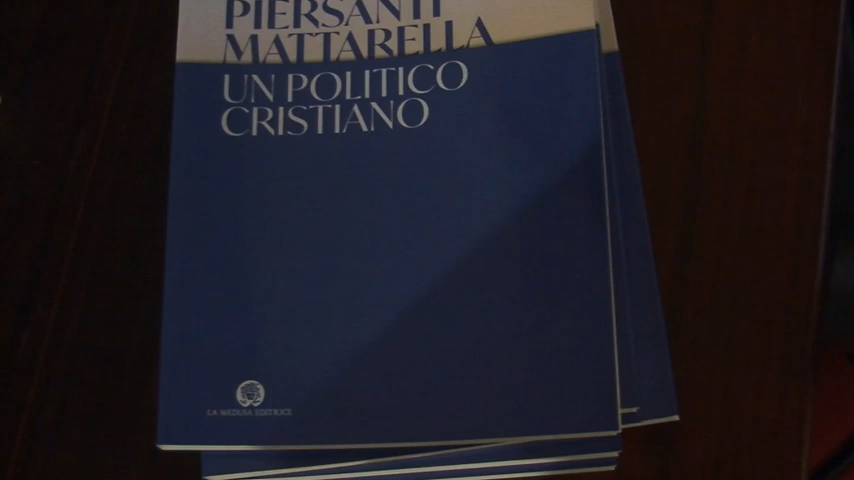 PIERSANTI
MATTARELLA
UN POLITICO
CRISTIANO
LA MEDUSA EDITRICE